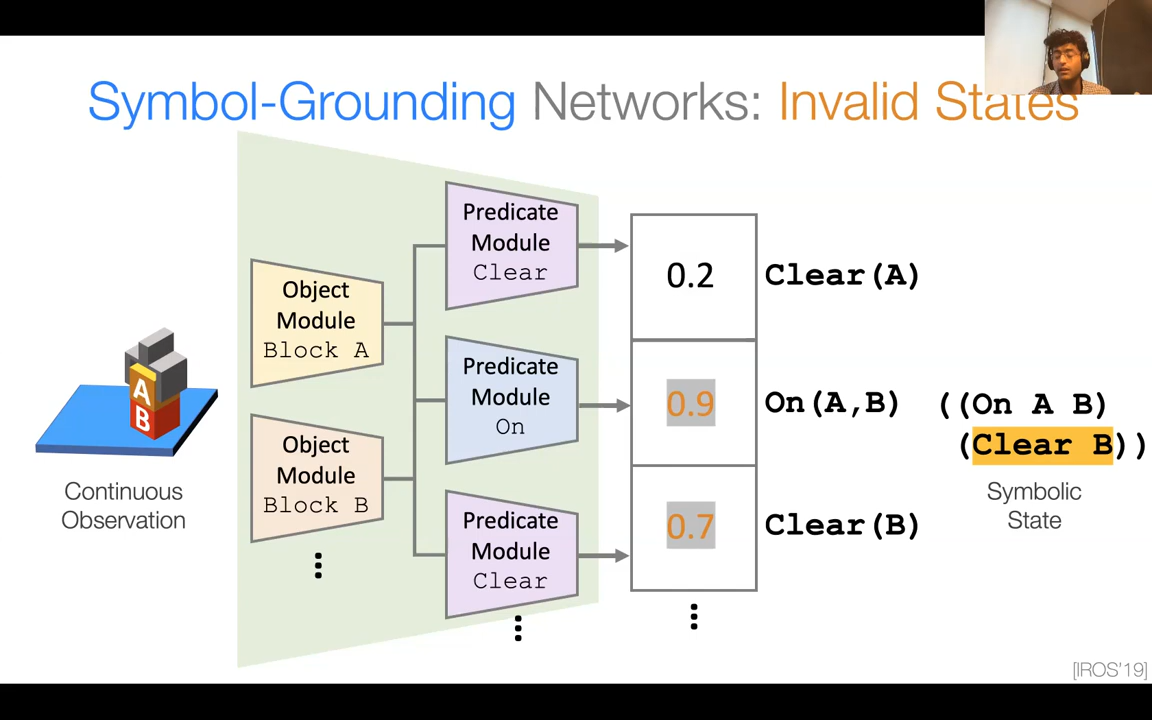 Symbol-Grounding Networks: Invalid States
Predicate
Module
Clear
0.2
Clear(A)
Object
Module
Block A
Predicate
Module
On
0.9
On(A,B)
((On A B)
(Clear B))
A
B
Continuous
Observation
Object
Module
Block B
Predicate
Module
Clear
0.7
Clear(B)
Symbolic
State
[IROS'19]